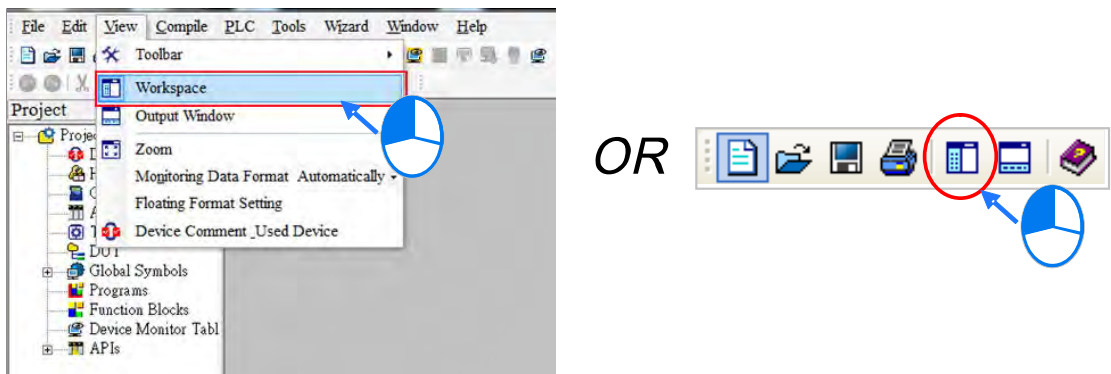 File Edit View Compile PLC Tools Wizard Window Help
Toolbar
Workspace
Project
Output Window
Zoom
Monitoring Data Format Automatically
Floating Format Setting
Device Comment _Used Device
Global Symbols
Programs
Function Blocks
Device Monitor Tabl
APIs
OR